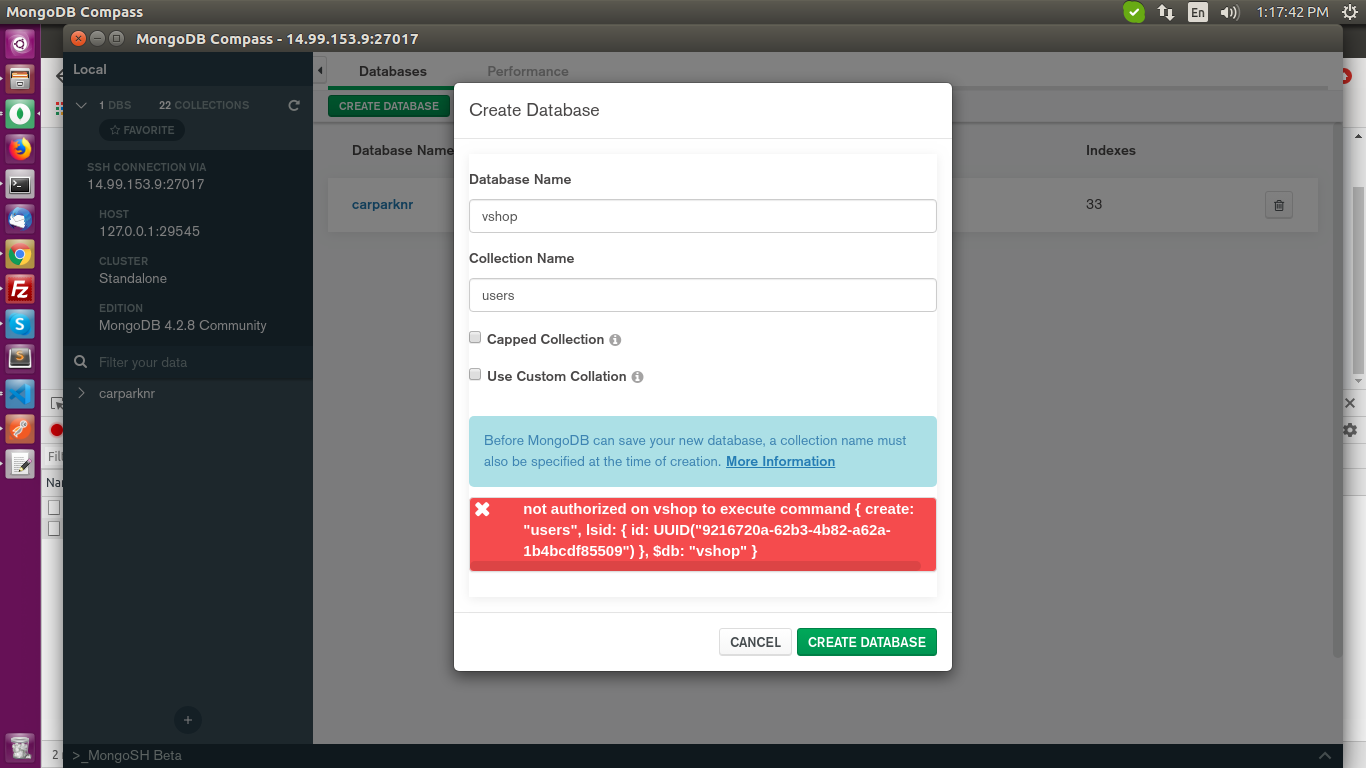 MongoDB Compass
En
1:17:42 PM
MongoDB Compass - 14.99.153.9:27017
Local
1 DBS 22 COLLECTIONS
FAVORITE
SSH CONNECTION VIA
14.99.153.9:27017
HOST
127.0.0.1:29545
CLUSTER
Standalone
EDITION
MongoDB 4.2.8 Community
Filter your data
carparknr
>_MongoSH Beta
Databases Performance
CREATE DATABASE
Database Name
Indexes
carparknr
33
Create Database
Database Name
vshop
Collection Name
users
Capped Collection
Use Custom Collation
Before MongoDB can save your new database, a collection name must
also be specified at the time of creation. More Information
not authorized on vshop to execute command { create:
"users", lsid: { id: UUID("9216720a-62b3-4b82-a62a-
1b4bcdf85509") }, $db: "vshop" }
CANCEL CREATE DATABASE
Fil
Nar
2